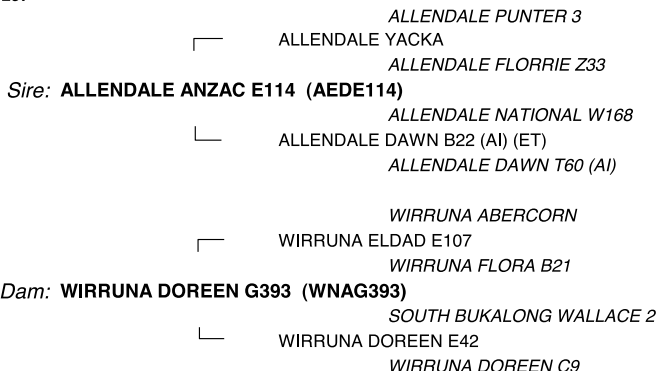 ALLENDALE PUNTER 3
ALLENDALE YACKA
ALLENDALE FLORRIE Z33
Sire: ALLENDALE ANZAC E114 (AEDE114)
ALLENDALE NATIONAL W168
ALLENDALE DAWN B22 (AI) (ET)
ALLENDALE DAWN T60 (AI)
WIRRUNA ABERCORN
WIRRUNA ELDAD E107
WIRRUNA FLORA B21
Dam: WIRRUNA DOREEN G393 (WNAG393)
SOUTH BUKALONG WALLACE 2
WIRRUNA DOREEN E42
WIRRUNA DOREEN C9